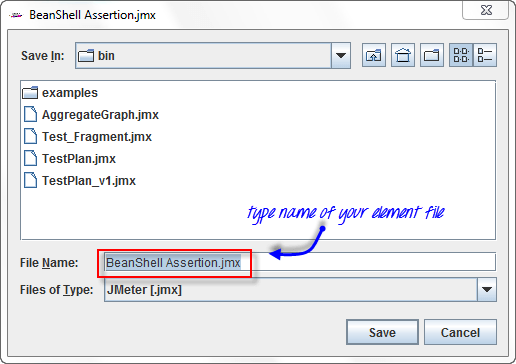 BeanShell Assertion.jmx
Save In: bin
examples
AggregateGraph.jmx
Test_Fragment.jmx
TestPlan.jmx
TestPlan_v1.jmx
type name of your element file
File Name: BeanShell Assertion.jmx
Files of Type: JMeter [.jmx]
Save Cancel